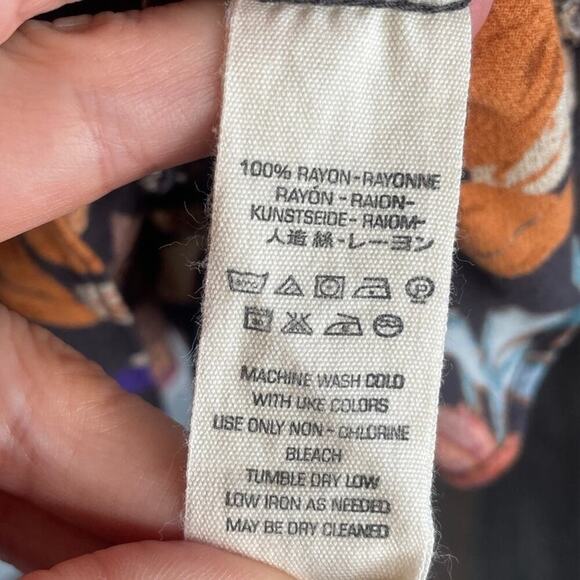 100% RAYON-RAYONNE
RAYÓN - RAION-
KUNSTSEIDE- RAIOM-
人造 絲-レーヨン
MACHINE WASH COLD
WITH LIKE COLORS
USE ONLY NON - CHLORINE
BLEACH
TUMBLE DRY LOW
LOW IRON AS NEEDED
MAY BE DRY CLEANED